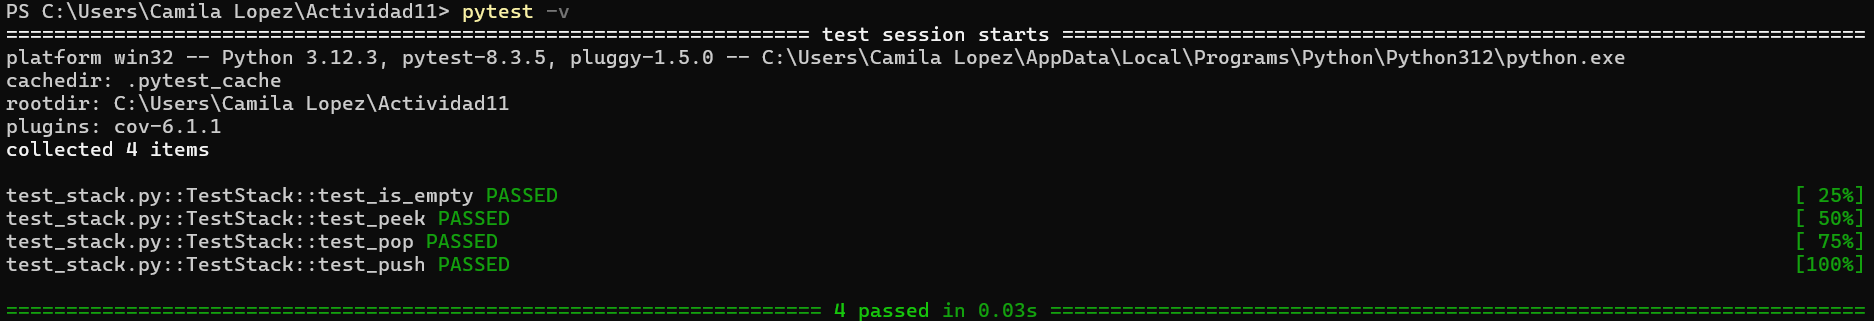 PS C:\Users\Camila Lopez\Actividad11> pytest -v
=================================================================== test session starts ===================================================================
platform win32 -- Python 3.12.3, pytest-8.3.5, pluggy-1.5.0 -- C:\Users\Camila Lopez\AppData\Local\Programs\Python\Python312\python.exe
cachedir: .pytest_cache
rootdir: C:\Users\Camila Lopez\Actividad11
plugins: cov-6.1.1
collected 4 items
test_stack.py::TestStack::test_is_empty PASSED [ 25%]
test_stack.py::TestStack::test_peek PASSED [ 50%]
test_stack.py::TestStack::test_pop PASSED [ 75%]
test_stack.py::TestStack::test_push PASSED [100%]
==================================================================== 4 passed in 0.03s ====================================================================